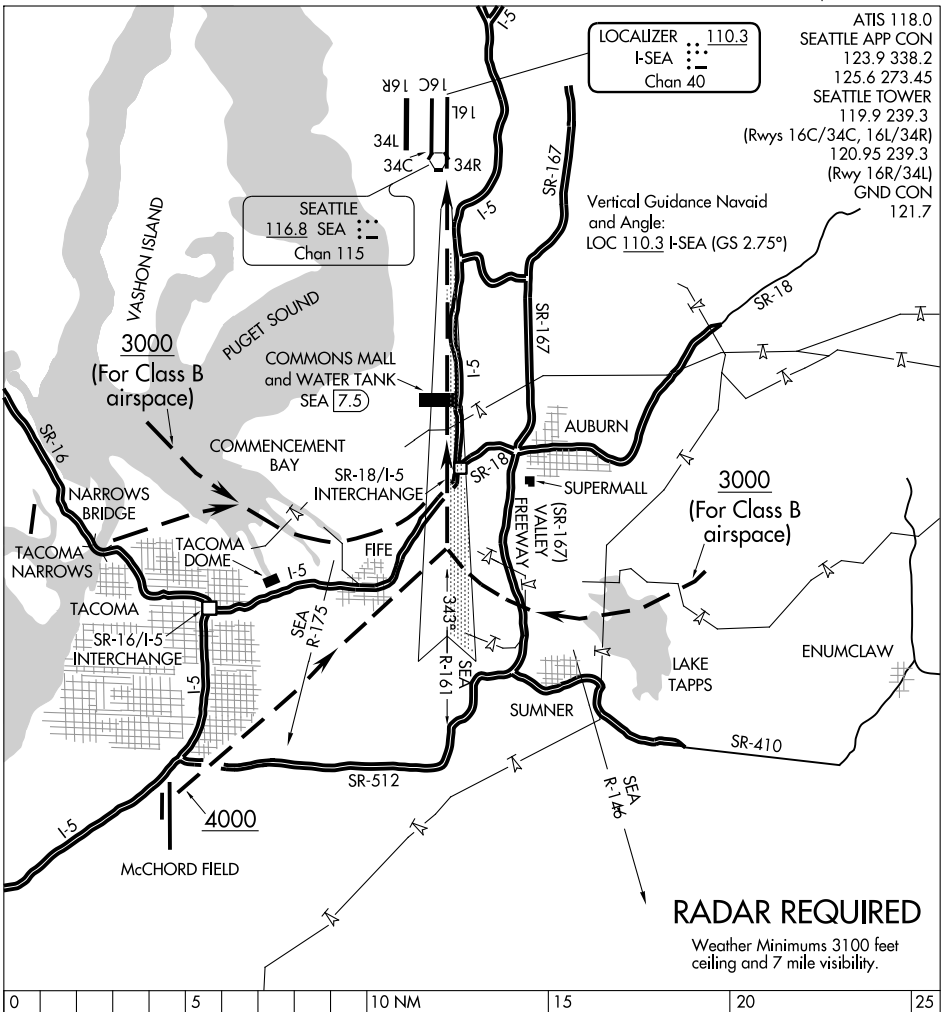 I-5
LOCALIZER 110.3
I-SEA
Chan 40
ATIS 118.0
SEATTLE APP CON
123.9 338.2
125.6 273.45
SEATTLE TOWER
119.9 239.3
(Rwys 16C/34C, 16L/34R)
120.95 239.3
(Rwy 16R/34L)
GND CON
121.7
16R
16C
16L
34L
34C
34R
SR-167
I-5
SEATTLE
116.8 SEA
Chan 115
Vertical Guidance Navaid
and Angle:
LOC 110.3 I-SEA (GS 2.75°)
VASHON ISLAND
PUGET SOUND
SR-18
SR-167
3000
(For Class B
airspace)
COMMONS MALL
and WATER TANK
SEA 7.5
I-5
SR-16
COMMENCEMENT
BAY
AUBURN
SR-18/I-5
INTERCHANGE
SR-18
SUPERMALL
3000
(For Class B
airspace)
NARROWS
BRIDGE
(SR-167)
VALLEY
FREEWAY
TACOMA
NARROWS
TACOMA
DOME
FIFE
I-5
TACOMA
SEA
R-175
343°
SEA
R-161
SR-16/I-5
INTERCHANGE
LAKE
TAPPS
ENUMCLAW
I-5
SUMNER
SR-410
SR-512
SEA
R-146
4000
I-5
McCHORD FIELD
RADAR REQUIRED
Weather Minimums 3100 feet
ceiling and 7 mile visibility.
0 5 10 NM 15 20 25